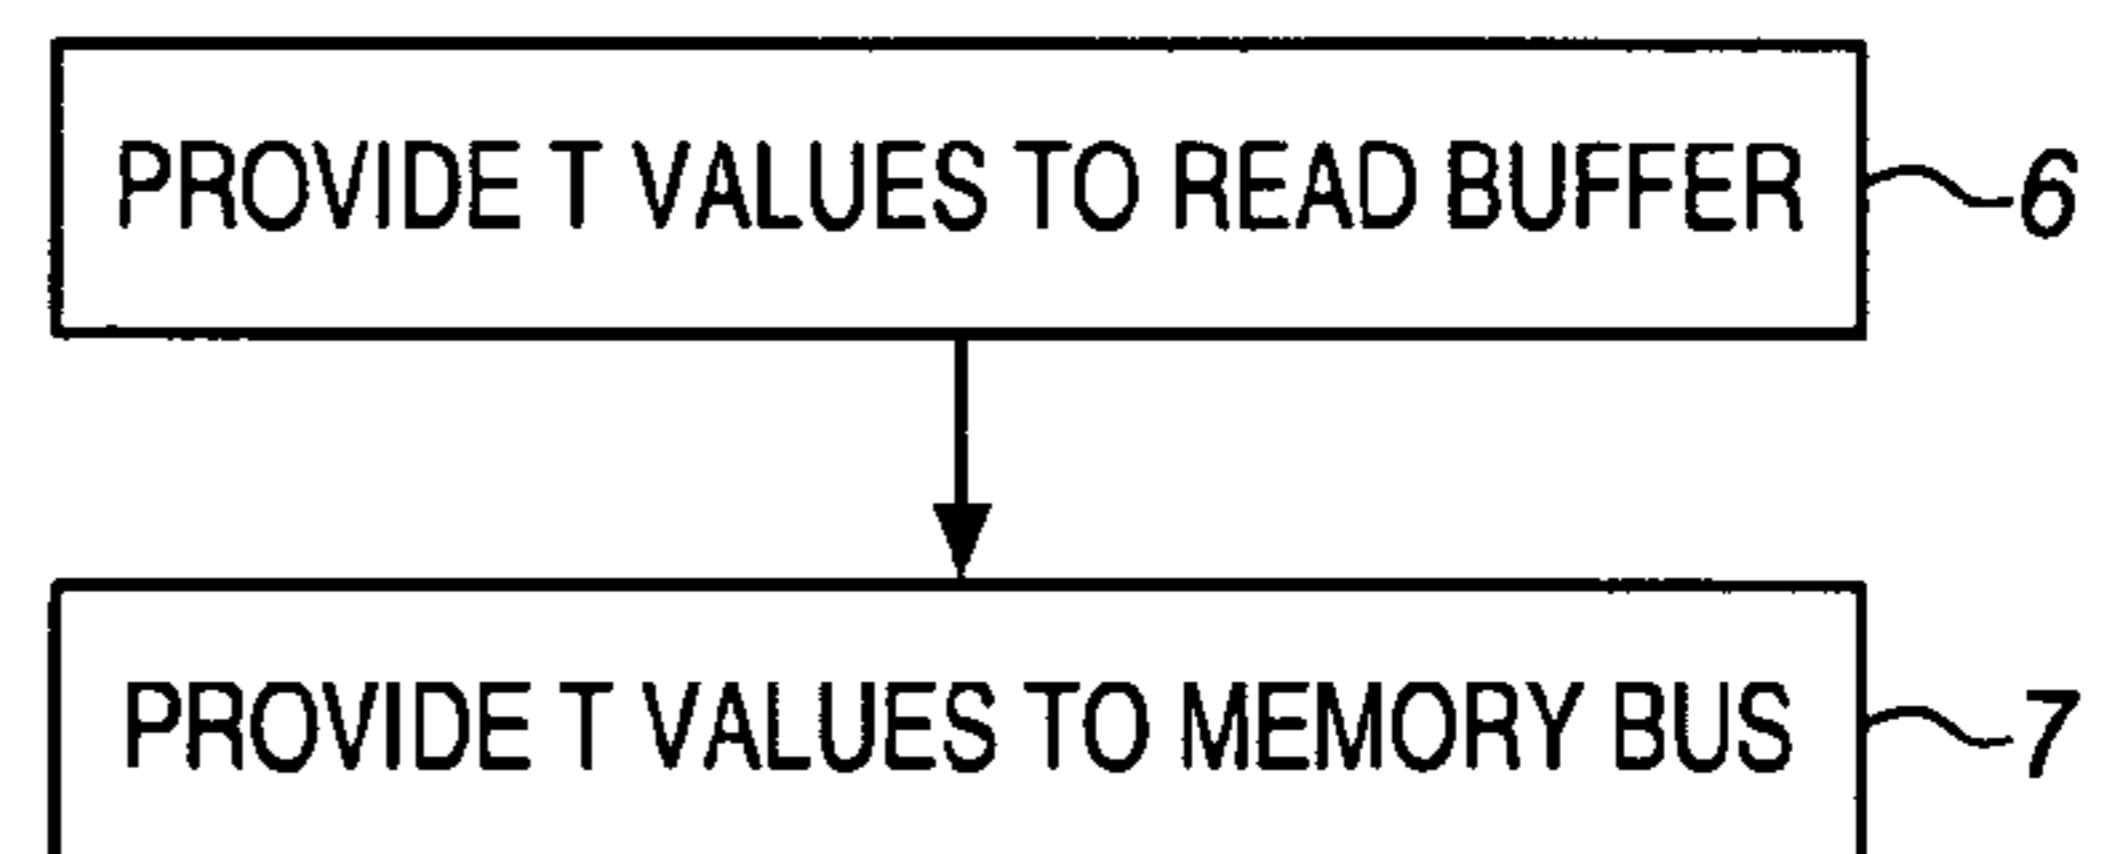 PROVIDE T VALUES TO READ BUFFER 6
PROVIDE T VALUES TO MEMORY BUS 7